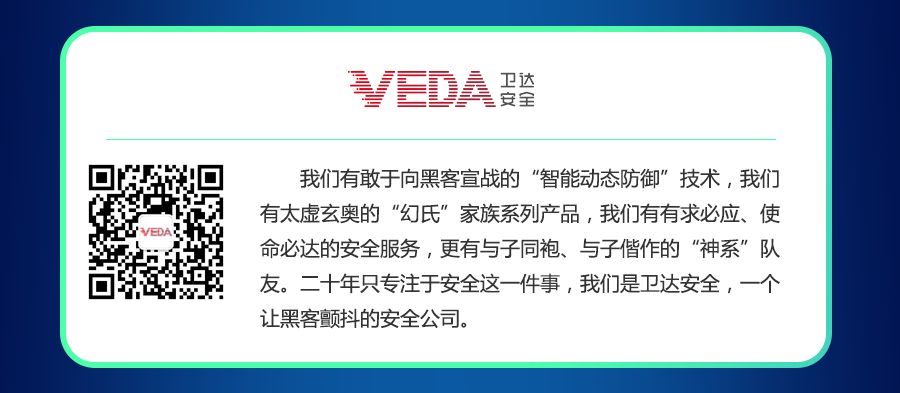 VEDA 卫达
安全
VEDA
我们有敢于向黑客宣战的“智能动态防御”技术，我们
有太虚玄奥的“幻氏”家族系列产品，我们有有求必应、使
命必达的安全服务，更有与子同袍、与子偕作的“神系”队
友。二十年只专注于安全这一件事，我们是卫达安全，一个
让黑客颤抖的安全公司。